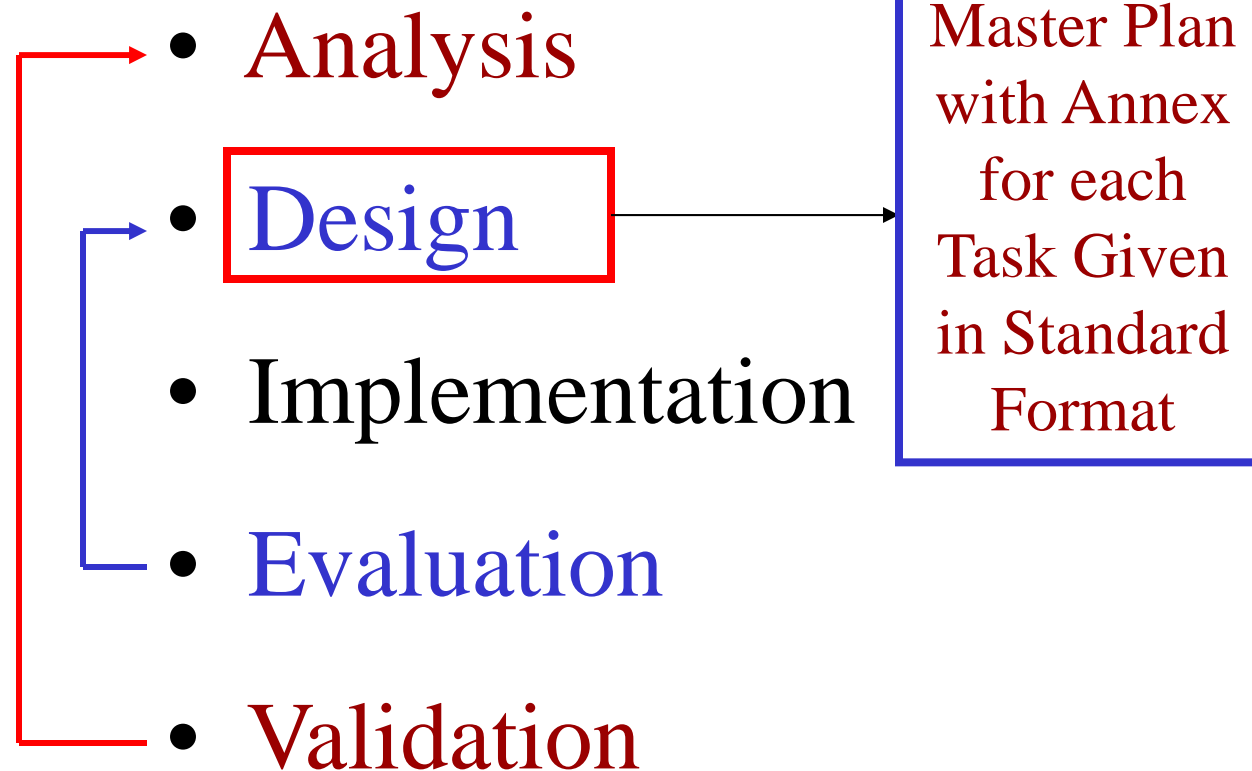 • Analysis
• Design
• Implementation
• Evaluation
• Validation
Master Plan
with Annex
for each
Task Given
in Standard
Format